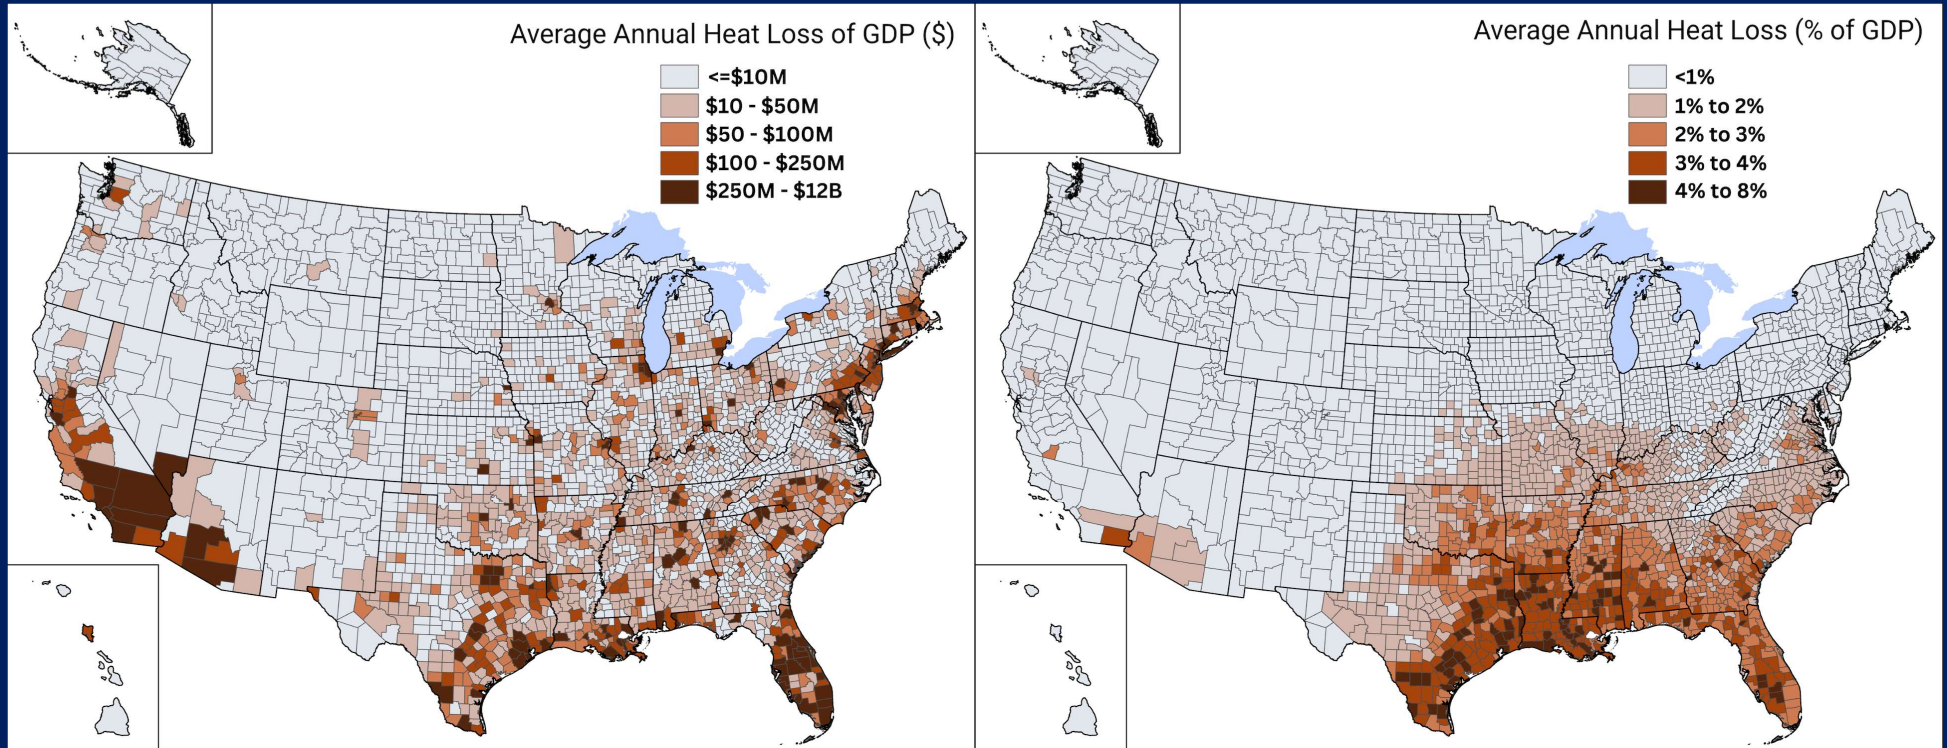 Average Annual Heat Loss of GDP ($)
<=$10M
$10 - $50M
$50 - $100M
$100 - $250M
$250M - $12B
Average Annual Heat Loss (% of GDP)
<1%
1% to 2%
2% to 3%
3% to 4%
4% to 8%